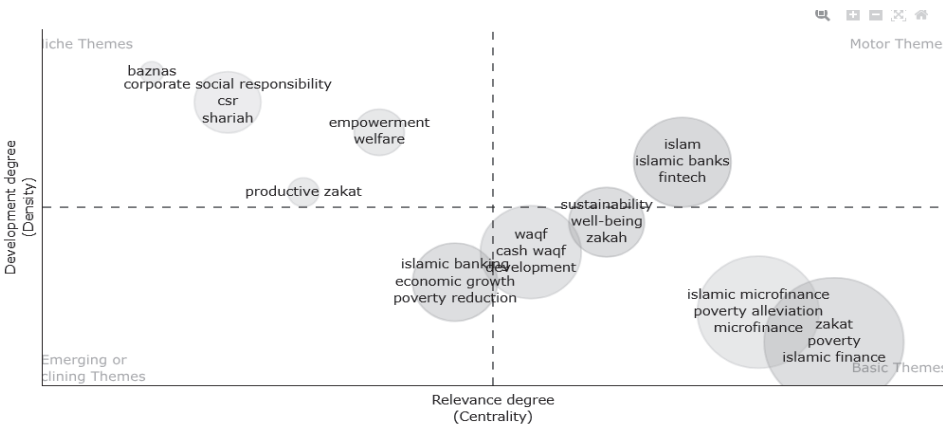 liche Themes
Motor Theme
baznas
corporate social responsibility
csr
shariah
empowerment
welfare
islam
islamic banks
fintech
productive zakat
sustainability
well-being
zakah
waqf
cash waqf
development
islamic banking
economic growth
poverty reduction
islamic microfinance
poverty alleviation
microfinance
zakat
poverty
islamic finance
Emerging or
clining Themes
Basic Themes
Development degree
(Density)
Relevance degree
(Centrality)